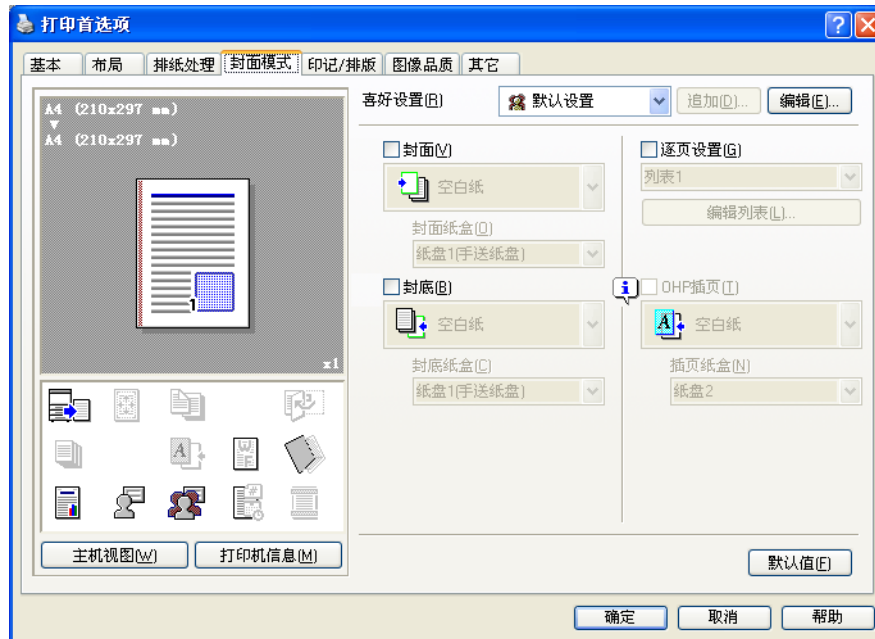 打印首选项
基本 布局 排纸处理 封面模式 印记/排版 图像品质 其它
A4 (210x297 mm)
A4 (210x297 mm)
1
x1
主机视图(W) 打印机信息(M)
喜好设置(R) 默认设置 追加(D)... 编辑(E)...
封面(V) 逐页设置(G)
空白纸 列表1
编辑列表(L)...
封面纸盒(O)
纸盘1(手送纸盘)
封底(B) OHP插页(T)
空白纸 空白纸
封底纸盒(C) 插页纸盒(N)
纸盘1(手送纸盘) 纸盘2
默认值(F)
确定 取消 帮助